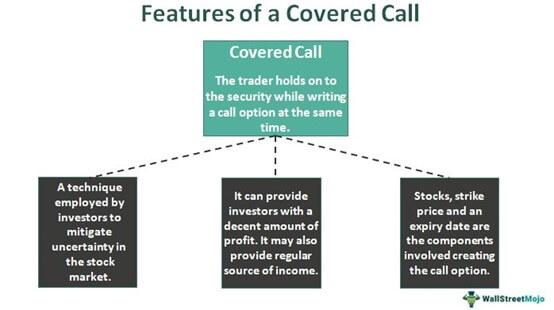 Features of a Covered Call
Covered Call
The trader holds on to
the security while writing
a call option at the same
time.
A technique
employed by
investors to
mitigate
uncertainty in
the stock
market.
It can provide
investors with a
decent amount of
profit. It may also
provide regular
source of income.
Stocks, strike
price and an
expiry date are
the components
involved creating
the call option.
WallStreetMojo